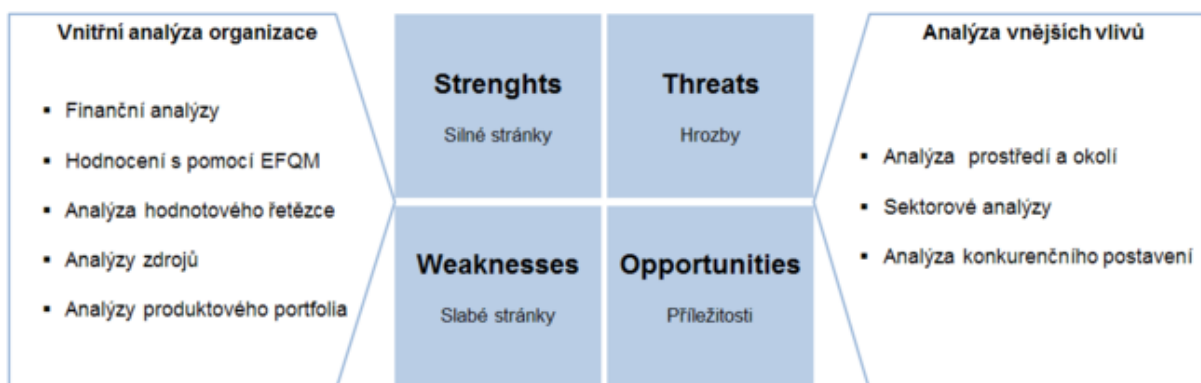 Vnitřní analýza organizace
▪ Finanční analýzy
▪ Hodnocení s pomocí EFQM
▪ Analýza hodnotového řetězce
▪ Analýzy zdrojů
▪ Analýzy produktového portfolia
Strenghts
Silné stránky
Threats
Hrozby
Weaknesses
Slabé stránky
Opportunities
Příležitosti
Analýza vnějších vlivů
▪ Analýza prostředí a okolí
▪ Sektorové analýzy
▪ Analýza konkurenčního postavení